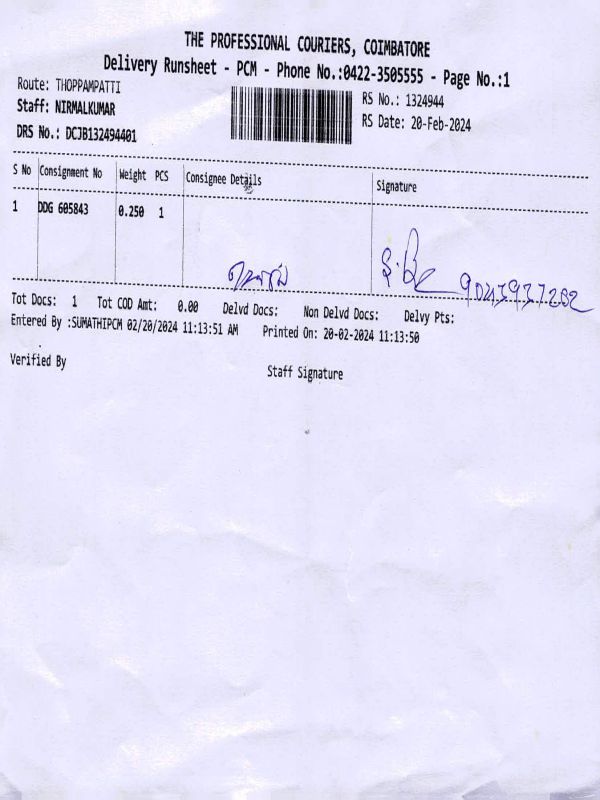 THE PROFESSIONAL COURIERS, COIMBATORE
Delivery Runsheet - PCM - Phone No.:0422-3505555 - Page No.:1
Route: THOPPAMPATTI
RS No.: 1324944
Staff: NIRMALKUMAR
RS Date: 20-Feb-2024
DRS No.: DCJB132494401
S No Consignment No Weight PCS Consignee Details Signature
1 DDG 605843 0.250 1
Tot Docs: 1 Tot COD Amt: 0.00 Delvd Docs: Non Delvd Docs: Delvy Pts:
Entered By :SUMATHIPCM 02/20/2024 11:13:51 AM Printed On: 20-02-2024 11:13:50
Verified By Staff Signature